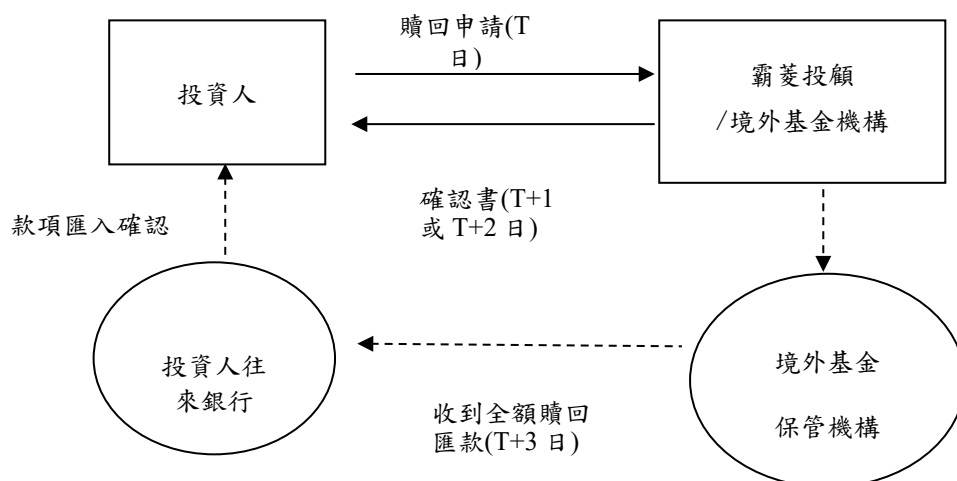 贖回申請(T
日)
投資人
霸菱投顧
/境外基金機構
確認書(T+1
或 T+2 日)
款項匯入確認
投資人往
來銀行
境外基金
保管機構
收到全額贖回
匯款(T+3 日)